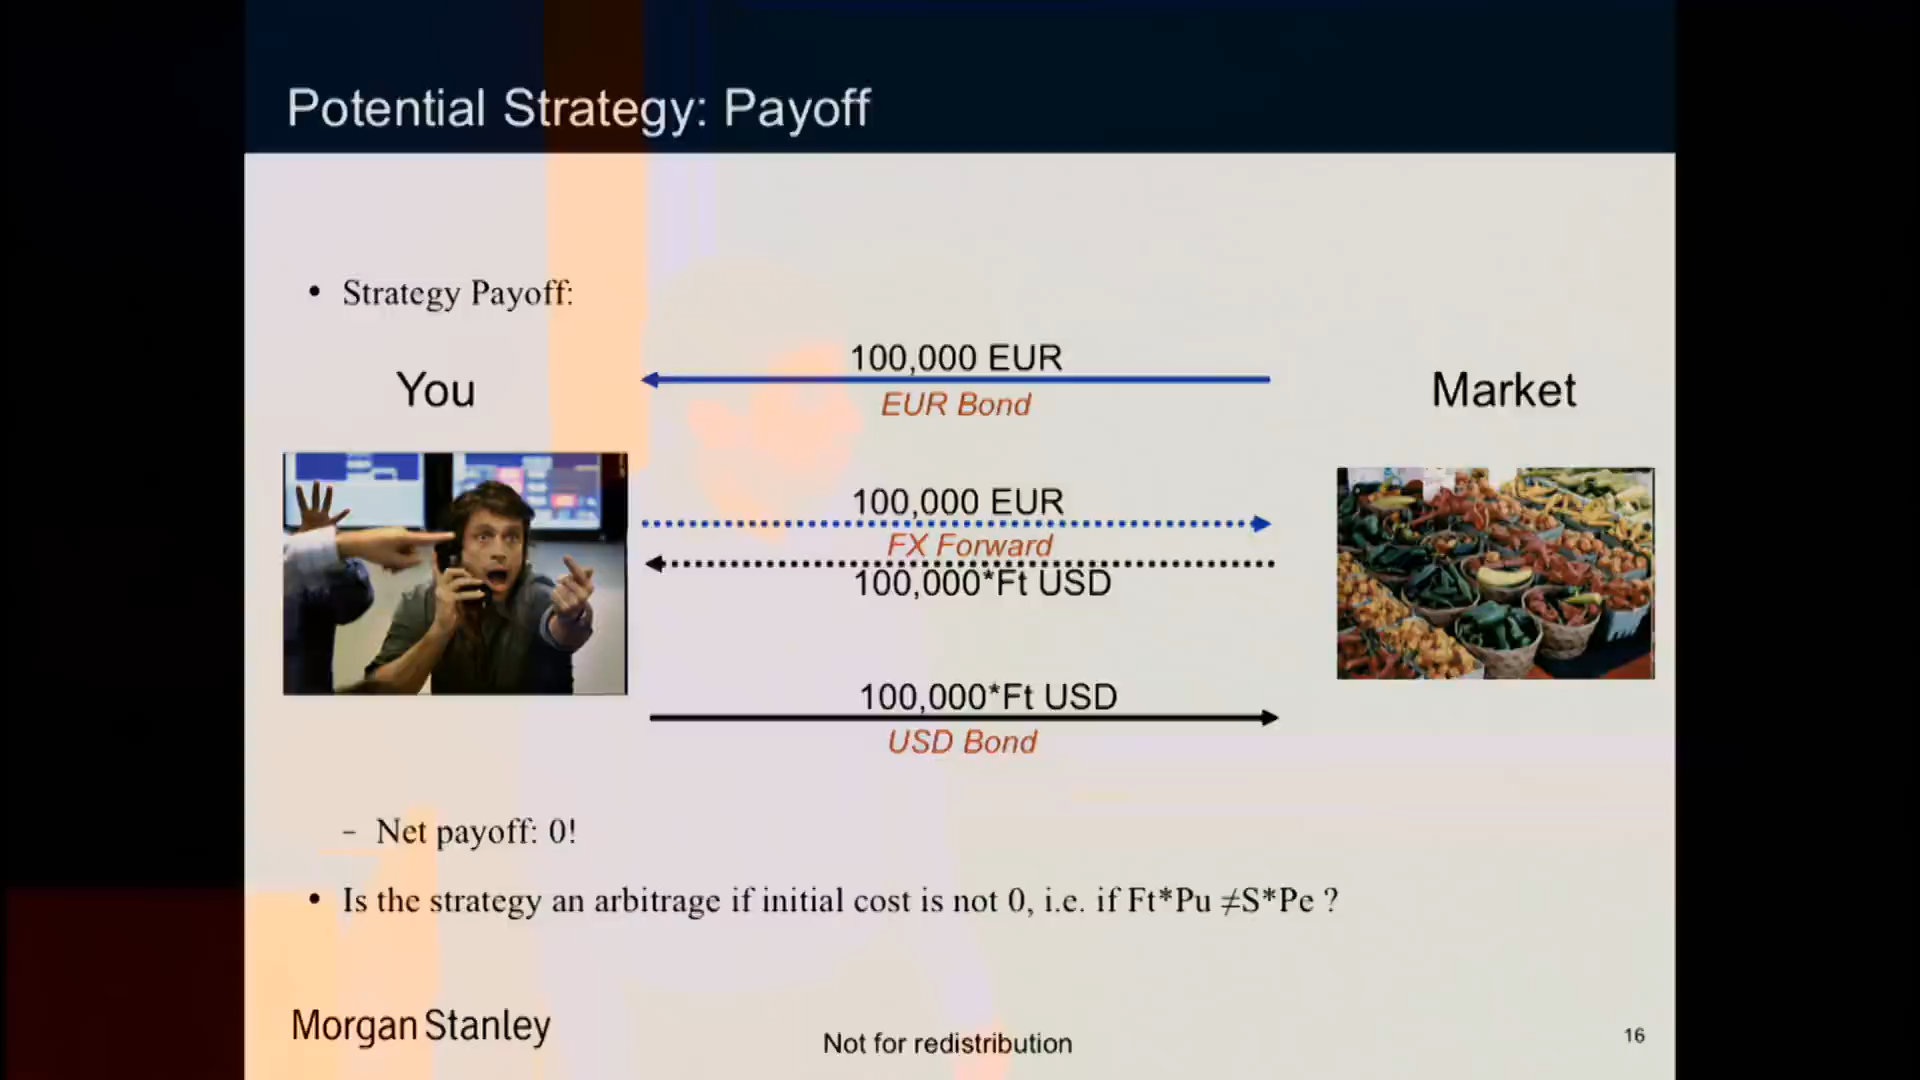 Potential Strategy: Payoff
• Strategy Payoff:
You
100,000 EUR
EUR Bond
Market
100,000 EUR
FX Forward
100,000*Ft USD
100,000*Ft USD
USD Bond
– Net payoff: 0!
• Is the strategy an arbitrage if initial cost is not 0, i.e. if Ft*Pu ≠S*Pe ?
Morgan Stanley
Not for redistribution
16